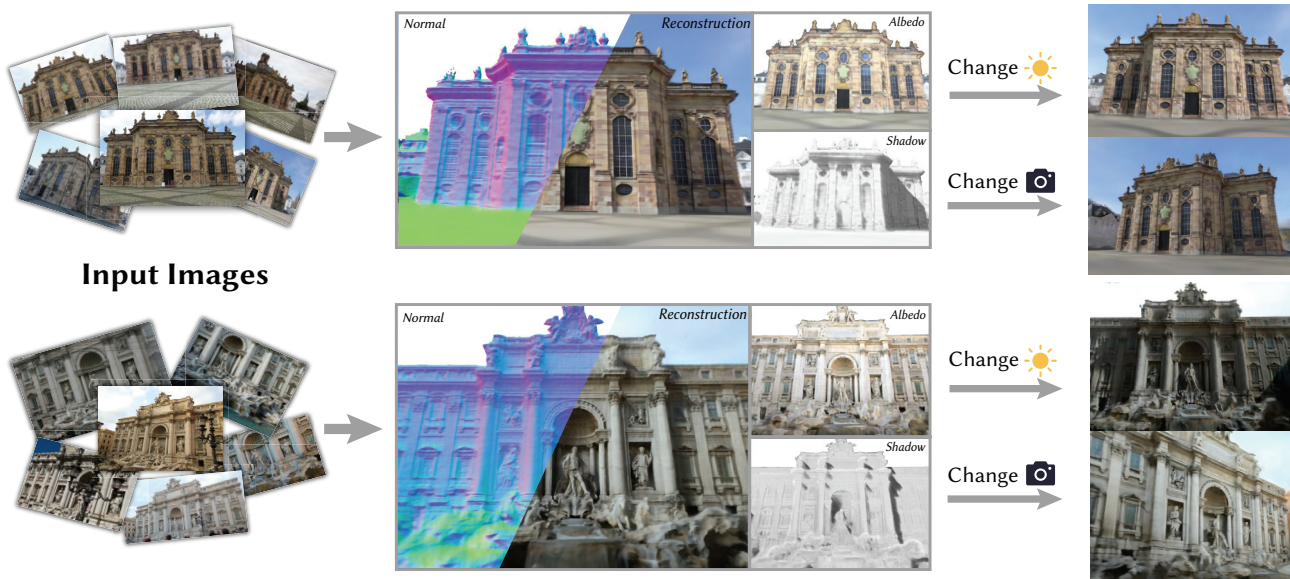 Normal
Reconstruction
Albedo
Shadow
Change
Change
Input Images
Normal
Reconstruction
Albedo
Shadow
Change
Change